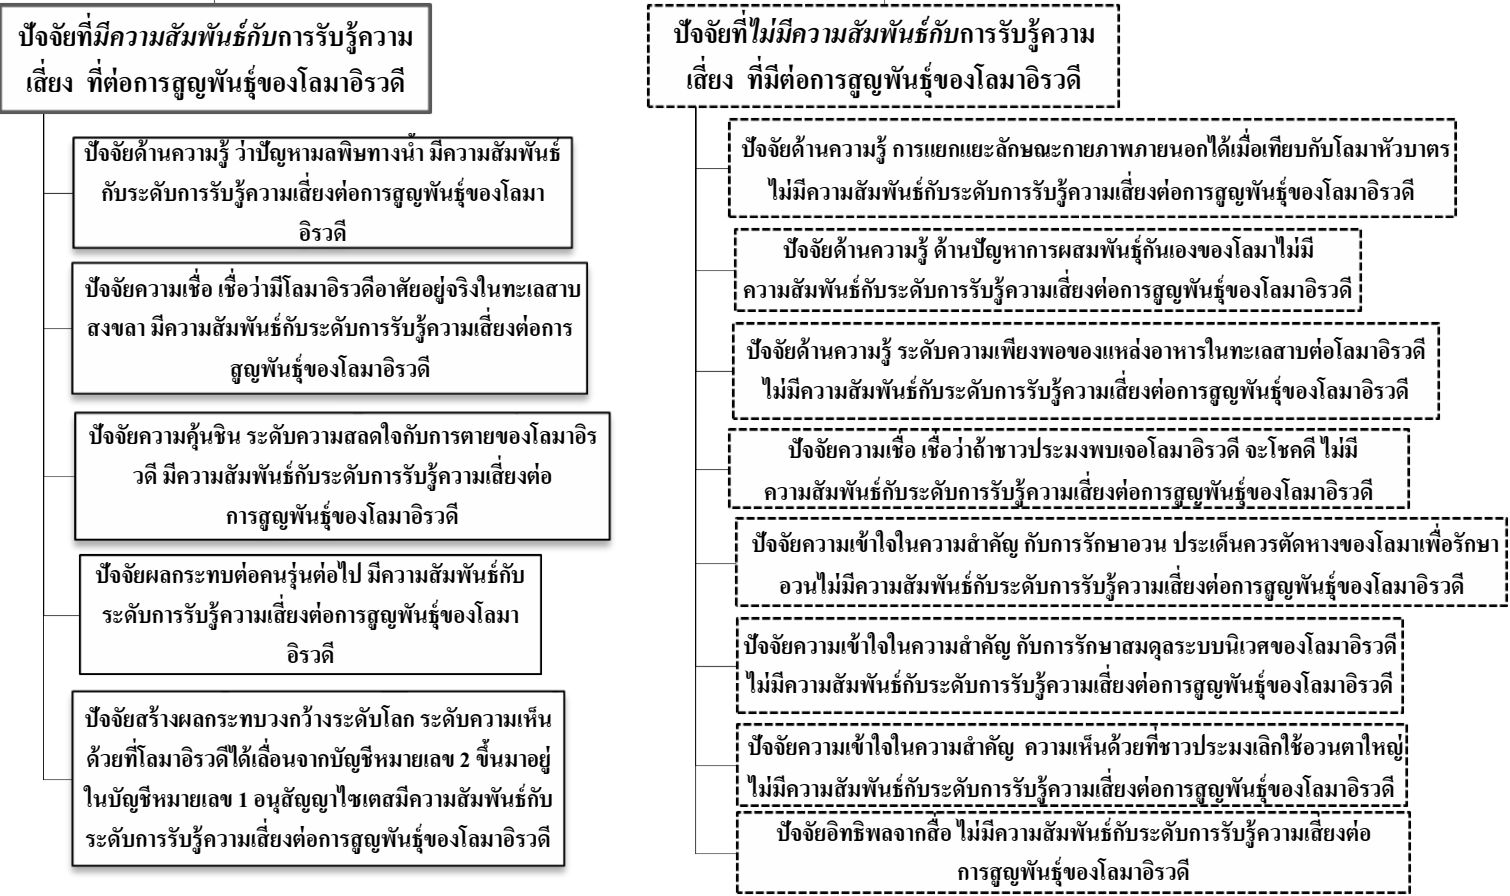 ปัจจัยที่มีความสัมพันธ์กับการรับรู้ความ
เสี่ยง ที่ต่อการสูญพันธุ์ของโลมาอิรวดี
ปัจจัยด้านความรู้ ว่าปัญหามลพิษทางน้ำ มีความสัมพันธ์
กับระดับการรับรู้ความเสี่ยงต่อการสูญพันธุ์ของโลมา
อิรวดี
ปัจจัยความเชื่อ เชื่อว่ามีโลมาอิรวดีอาศัยอยู่จริงในทะเลสาบ
สงขลา มีความสัมพันธ์กับระดับการรับรู้ความเสี่ยงต่อการ
สูญพันธุ์ของโลมาอิรวดี
ปัจจัยความคุ้นชิน ระดับความสลดใจกับการตายของโลมาอิร
วดี มีความสัมพันธ์กับระดับการรับรู้ความเสี่ยงต่อ
การสูญพันธุ์ของโลมาอิรวดี
ปัจจัยผลกระทบต่อคนรุ่นต่อไป มีความสัมพันธ์กับ
ระดับการรับรู้ความเสี่ยงต่อการสูญพันธุ์ของโลมา
อิรวดี
ปัจจัยสร้างผลกระทบวงกว้างระดับโลก ระดับความเห็น
ด้วยที่โลมาอิรวดีได้เลื่อนจากบัญชีหมายเลข 2 ขึ้นมาอยู่
ในบัญชีหมายเลข 1 อนุสัญญาไซเตสมีความสัมพันธ์กับ
ระดับการรับรู้ความเสี่ยงต่อการสูญพันธุ์ของโลมาอิรวดี
ปัจจัยที่ไม่มีความสัมพันธ์กับการรับรู้ความ
เสี่ยง ที่มีต่อการสูญพันธุ์ของโลมาอิรวดี
ปัจจัยด้านความรู้ การแยกแยะลักษณะกายภาพภายนอกได้เมื่อเทียบกับโลมาหัวบาตร
ไม่มีความสัมพันธ์กับระดับการรับรู้ความเสี่ยงต่อการสูญพันธุ์ของโลมาอิรวดี
ปัจจัยด้านความรู้ ด้านปัญหาการผสมพันธุ์กันเองของโลมาไม่มี
ความสัมพันธ์กับระดับการรับรู้ความเสี่ยงต่อการสูญพันธุ์ของโลมาอิรวดี
ปัจจัยด้านความรู้ ระดับความเพียงพอของแหล่งอาหารในทะเลสาบต่อโลมาอิรวดี
ไม่มีความสัมพันธ์กับระดับการรับรู้ความเสี่ยงต่อการสูญพันธุ์ของโลมาอิรวดี
ปัจจัยความเชื่อ เชื่อว่าถ้าชาวประมงพบเจอโลมาอิรวดี จะโชคดี ไม่มี
ความสัมพันธ์กับระดับการรับรู้ความเสี่ยงต่อการสูญพันธุ์ของโลมาอิรวดี
ปัจจัยความเข้าใจในความสำคัญ กับการรักษาอวน ประเด็นควรตัดหางของโลมาเพื่อรักษา
อวนไม่มีความสัมพันธ์กับระดับการรับรู้ความเสี่ยงต่อการสูญพันธุ์ของโลมาอิรวดี
ปัจจัยความเข้าใจในความสำคัญ กับการรักษาสมดุลระบบนิเวศของโลมาอิรวดี
ไม่มีความสัมพันธ์กับระดับการรับรู้ความเสี่ยงต่อการสูญพันธุ์ของโลมาอิรวดี
ปัจจัยความเข้าใจในความสำคัญ ความเห็นด้วยที่ชาวประมงเลิกใช้อวนตาใหญ่
ไม่มีความสัมพันธ์กับระดับการรับรู้ความเสี่ยงต่อการสูญพันธุ์ของโลมาอิรวดี
ปัจจัยอิทธิพลจากสื่อ ไม่มีความสัมพันธ์กับระดับการรับรู้ความเสี่ยงต่อ
การสูญพันธุ์ของโลมาอิรวดี